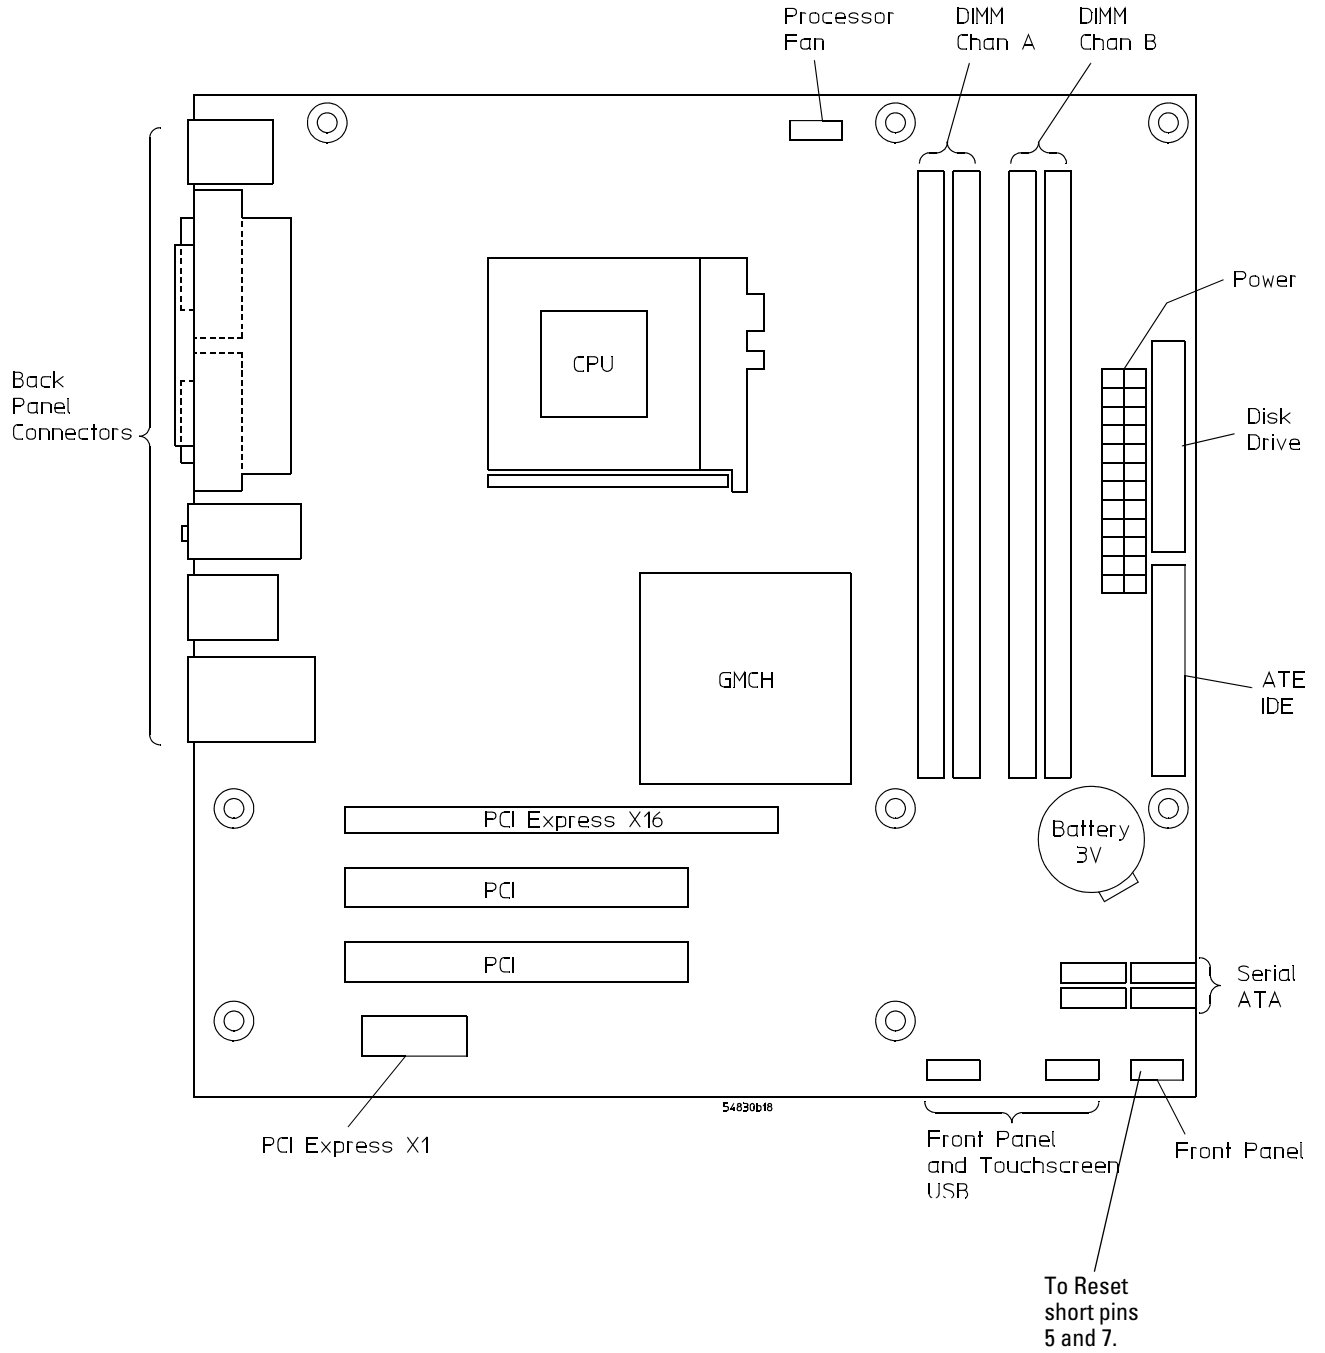 Processor
Fan
DIMM
Chan A
DIMM
Chan B
Power
CPU
Back
Panel
Connectors
Disk
Drive
GMCH
ATE
IDE
PCI Express X16
Battery
3V
PCI
PCI
Serial
ATA
54830b18
PCI Express X1
Front Panel
and Touchscreen
USB
Front Panel
To Reset
short pins
5 and 7.